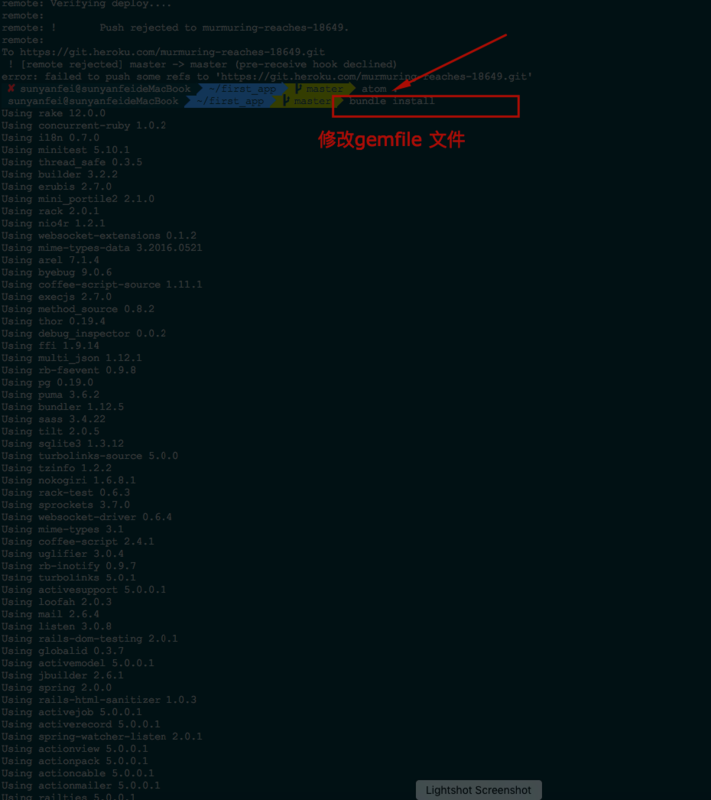 remote: Verifying deploy....
remote:
remote: !       Push rejected to murmuring-reaches-18649.
remote:
To https://git.heroku.com/murmuring-reaches-18649.git
 ! [remote rejected] master -> master (pre-receive hook declined)
error: failed to push some refs to 'https://git.heroku.com/murmuring-reaches-18649.git'
✘ sunyanfei@sunyanfeideMacBook ~/first_app master atom .
sunyanfei@sunyanfeideMacBook ~/first_app master bundle install
Using rake 12.0.0
Using concurrent-ruby 1.0.2
修改gemfile 文件
Using i18n 0.7.0
Using minitest 5.10.1
Using thread_safe 0.3.5
Using builder 3.2.2
Using erubis 2.7.0
Using mini_portile2 2.1.0
Using rack 2.0.1
Using nio4r 1.2.1
Using websocket-extensions 0.1.2
Using mime-types-data 3.2016.0521
Using arel 7.1.4
Using byebug 9.0.6
Using coffee-script-source 1.11.1
Using execjs 2.7.0
Using method_source 0.8.2
Using thor 0.19.4
Using debug_inspector 0.0.2
Using ffi 1.9.14
Using multi_json 1.12.1
Using rb-fsevent 0.9.8
Using pg 0.19.0
Using puma 3.6.2
Using bundler 1.12.5
Using sass 3.4.22
Using tilt 2.0.5
Using sqlite3 1.3.12
Using turbolinks-source 5.0.0
Using tzinfo 1.2.2
Using nokogiri 1.6.8.1
Using rack-test 0.6.3
Using sprockets 3.7.0
Using websocket-driver 0.6.4
Using mime-types 3.1
Using coffee-script 2.4.1
Using uglifier 3.0.4
Using rb-inotify 0.9.7
Using turbolinks 5.0.1
Using activesupport 5.0.0.1
Using loofah 2.0.3
Using mail 2.6.4
Using listen 3.0.8
Using rails-dom-testing 2.0.1
Using globalid 0.3.7
Using activemodel 5.0.0.1
Using jbuilder 2.6.1
Using spring 2.0.0
Using rails-html-sanitizer 1.0.3
Using activejob 5.0.0.1
Using activerecord 5.0.0.1
Using spring-watcher-listen 2.0.1
Using actionview 5.0.0.1
Using actionpack 5.0.0.1
Using actioncable 5.0.0.1
Using actionmailer 5.0.0.1
Using railties 5.0.0.1
Lightshot Screenshot